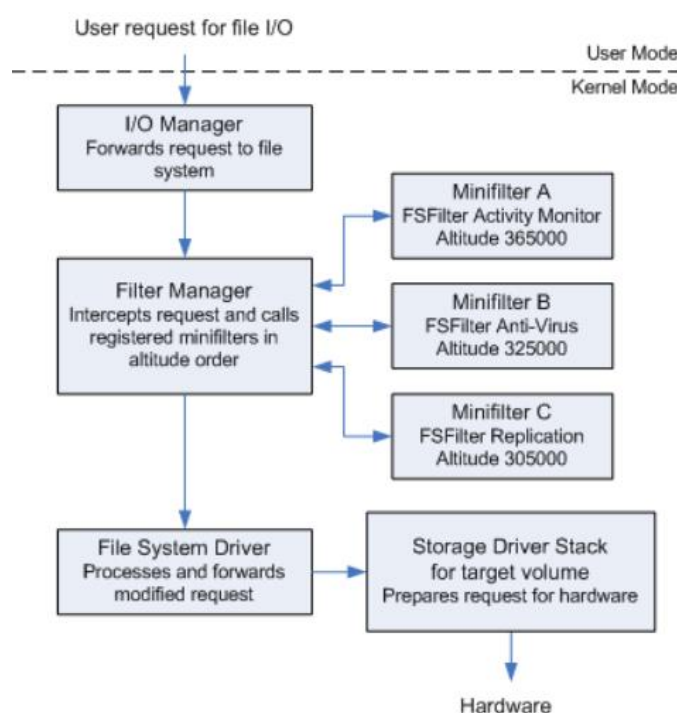 User request for file I/O
User Mode
Kernel Mode
I/O Manager
Forwards request to file
system
Minifilter A
FSFilter Activity Monitor
Altitude 365000
Filter Manager
Intercepts request and calls
registered minifilters in
altitude order
Minifilter B
FSFilter Anti-Virus
Altitude 325000
Minifilter C
FSFilter Replication
Altitude 305000
File System Driver
Processes and forwards
modified request
Storage Driver Stack
for target volume
Prepares request for hardware
Hardware